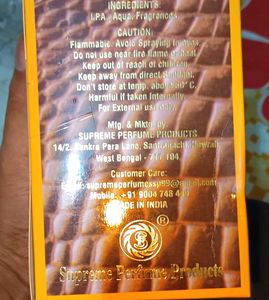 INGREDIENTS:
I.P.A - Aqua. Fragrances.
CAUTION:
Flammable. Avoid Spraying in eyes.
Do not use near fire flame or heat.
Keep out of reach of children.
Keep away from direct Sunlight.
Don't store at temp. above 50° C.
Harmful if taken Internally.
For External use only
Mfg. & Mktd. by
SUPREME PERFUME PRODUCTS
14/2, Para Lane, Santragachi, Howrah,
West Bengal - 104
Customer Care:
Mobile: +91
MADE IN INDIA
®
Supreme Perfume Products